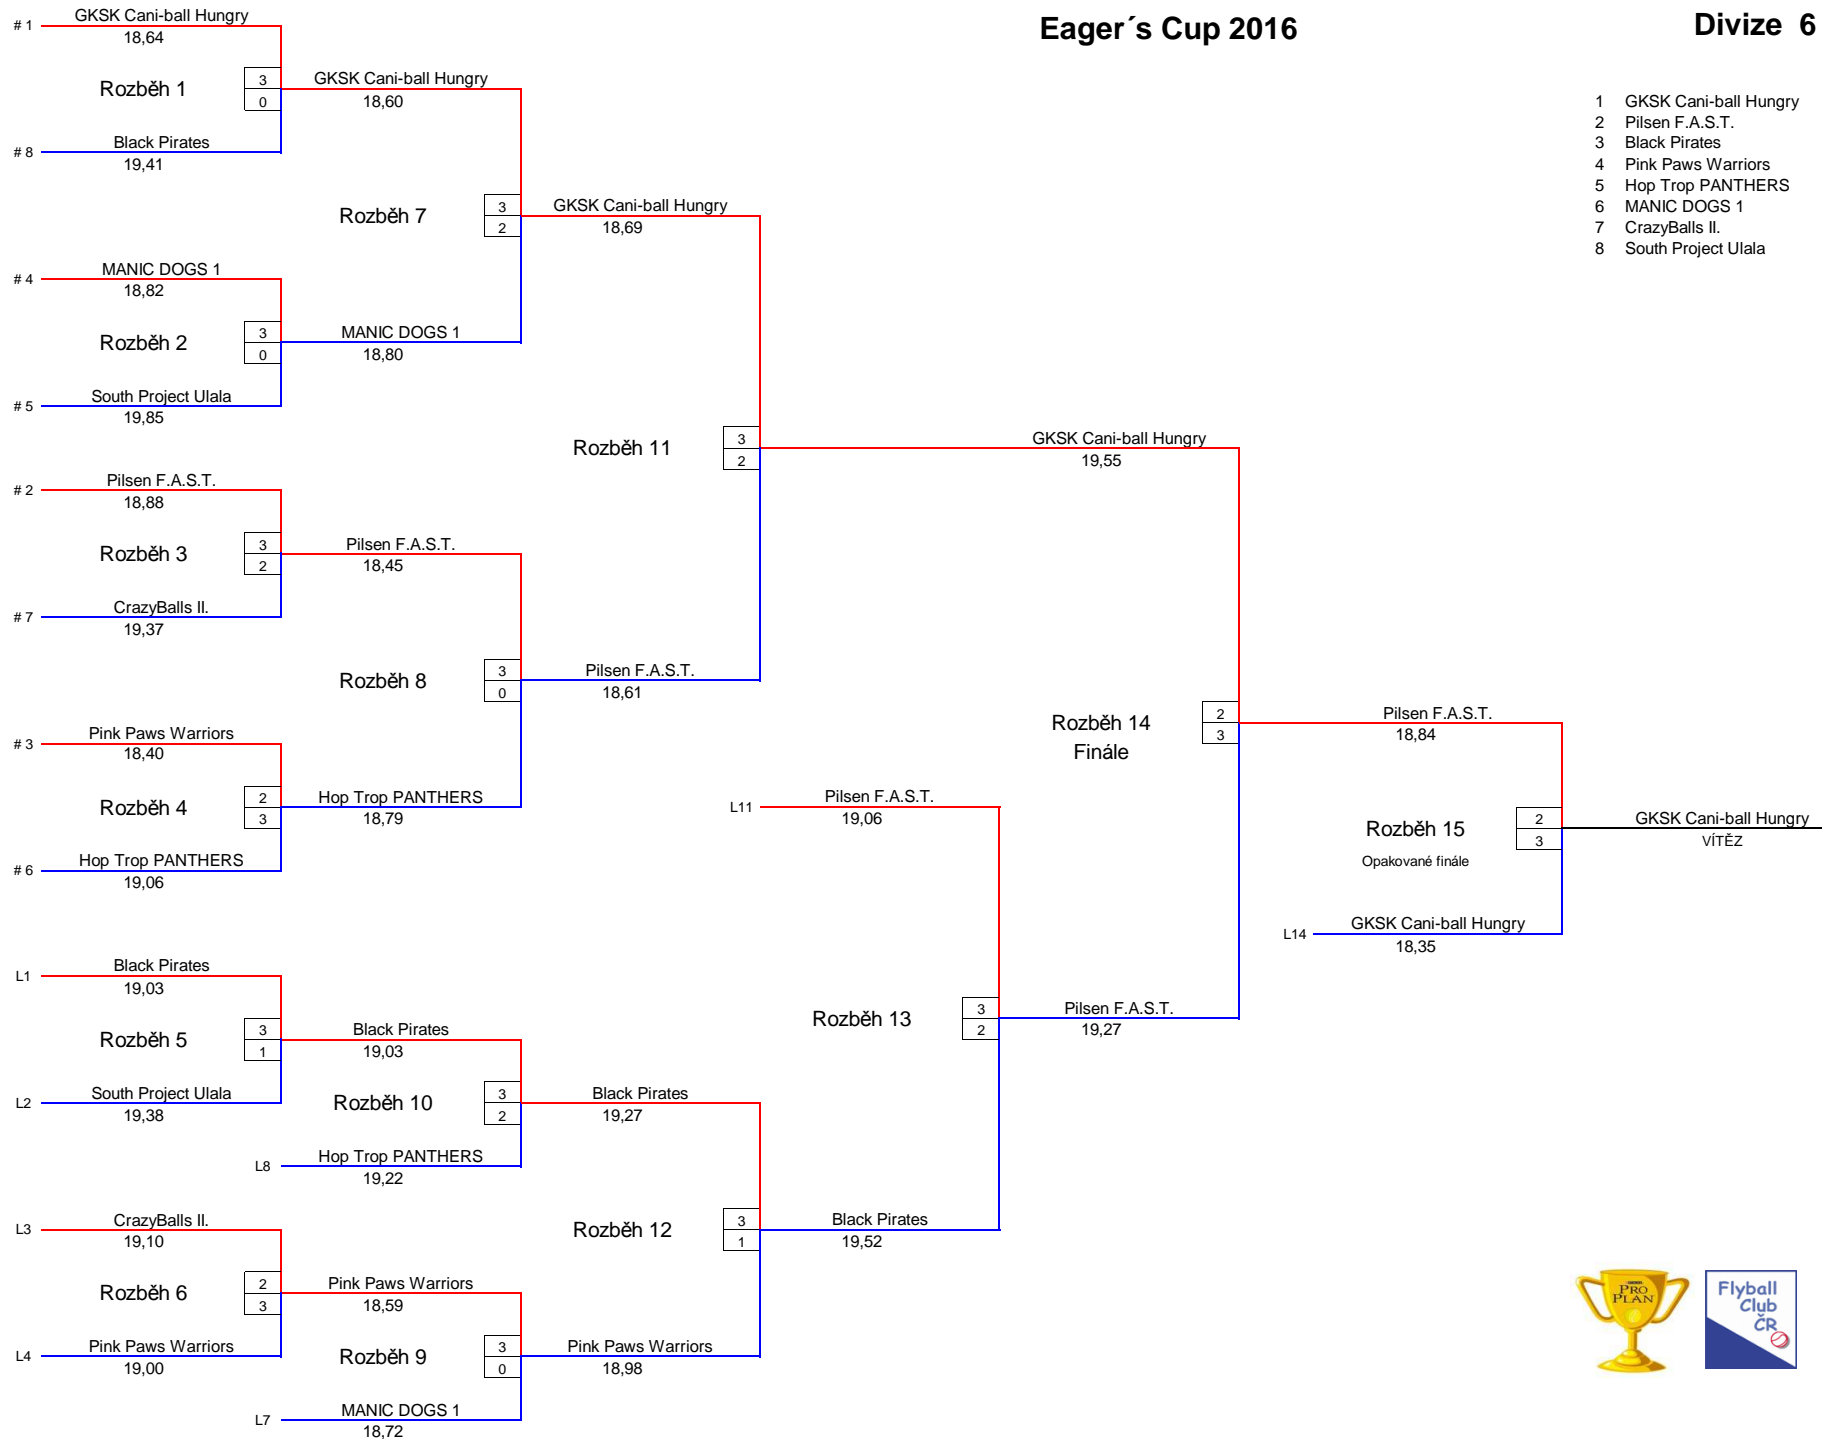 Eager´s Cup 2016
Divize 6
1 GKSK Cani-ball Hungry
2 Pilsen F.A.S.T.
3 Black Pirates
4 Pink Paws Warriors
5 Hop Trop PANTHERS
6 MANIC DOGS 1
7 CrazyBalls II.
8 South Project Ulala
# 1 GKSK Cani-ball Hungry
18,64
Rozběh 1
3
0
# 8 Black Pirates
19,41
GKSK Cani-ball Hungry
18,60
Rozběh 7
3
2
GKSK Cani-ball Hungry
18,69
# 4 MANIC DOGS 1
18,82
Rozběh 2
3
0
MANIC DOGS 1
18,80
# 5 South Project Ulala
19,85
Rozběh 11
3
2
GKSK Cani-ball Hungry
19,55
# 2 Pilsen F.A.S.T.
18,88
Rozběh 3
3
2
Pilsen F.A.S.T.
18,45
# 7 CrazyBalls II.
19,37
Rozběh 8
3
0
Pilsen F.A.S.T.
18,61
# 3 Pink Paws Warriors
18,40
Rozběh 4
2
3
Hop Trop PANTHERS
18,79
# 6 Hop Trop PANTHERS
19,06
Rozběh 14
Finále
2
3
Pilsen F.A.S.T.
18,84
L11 Pilsen F.A.S.T.
19,06
Rozběh 15
Opakované finále
2
3
GKSK Cani-ball Hungry
VÍTĚZ
L14 GKSK Cani-ball Hungry
18,35
L1 Black Pirates
19,03
Rozběh 5
3
1
Black Pirates
19,03
L2 South Project Ulala
19,38
Rozběh 10
3
2
Black Pirates
19,27
L8 Hop Trop PANTHERS
19,22
Rozběh 13
3
2
Pilsen F.A.S.T.
19,27
L3 CrazyBalls II.
19,10
Rozběh 6
2
3
Pink Paws Warriors
18,59
L4 Pink Paws Warriors
19,00
Rozběh 12
3
1
Black Pirates
19,52
Rozběh 9
3
0
Pink Paws Warriors
18,98
L7 MANIC DOGS 1
18,72
PRO
PLAN
Flyball
Club
ČR